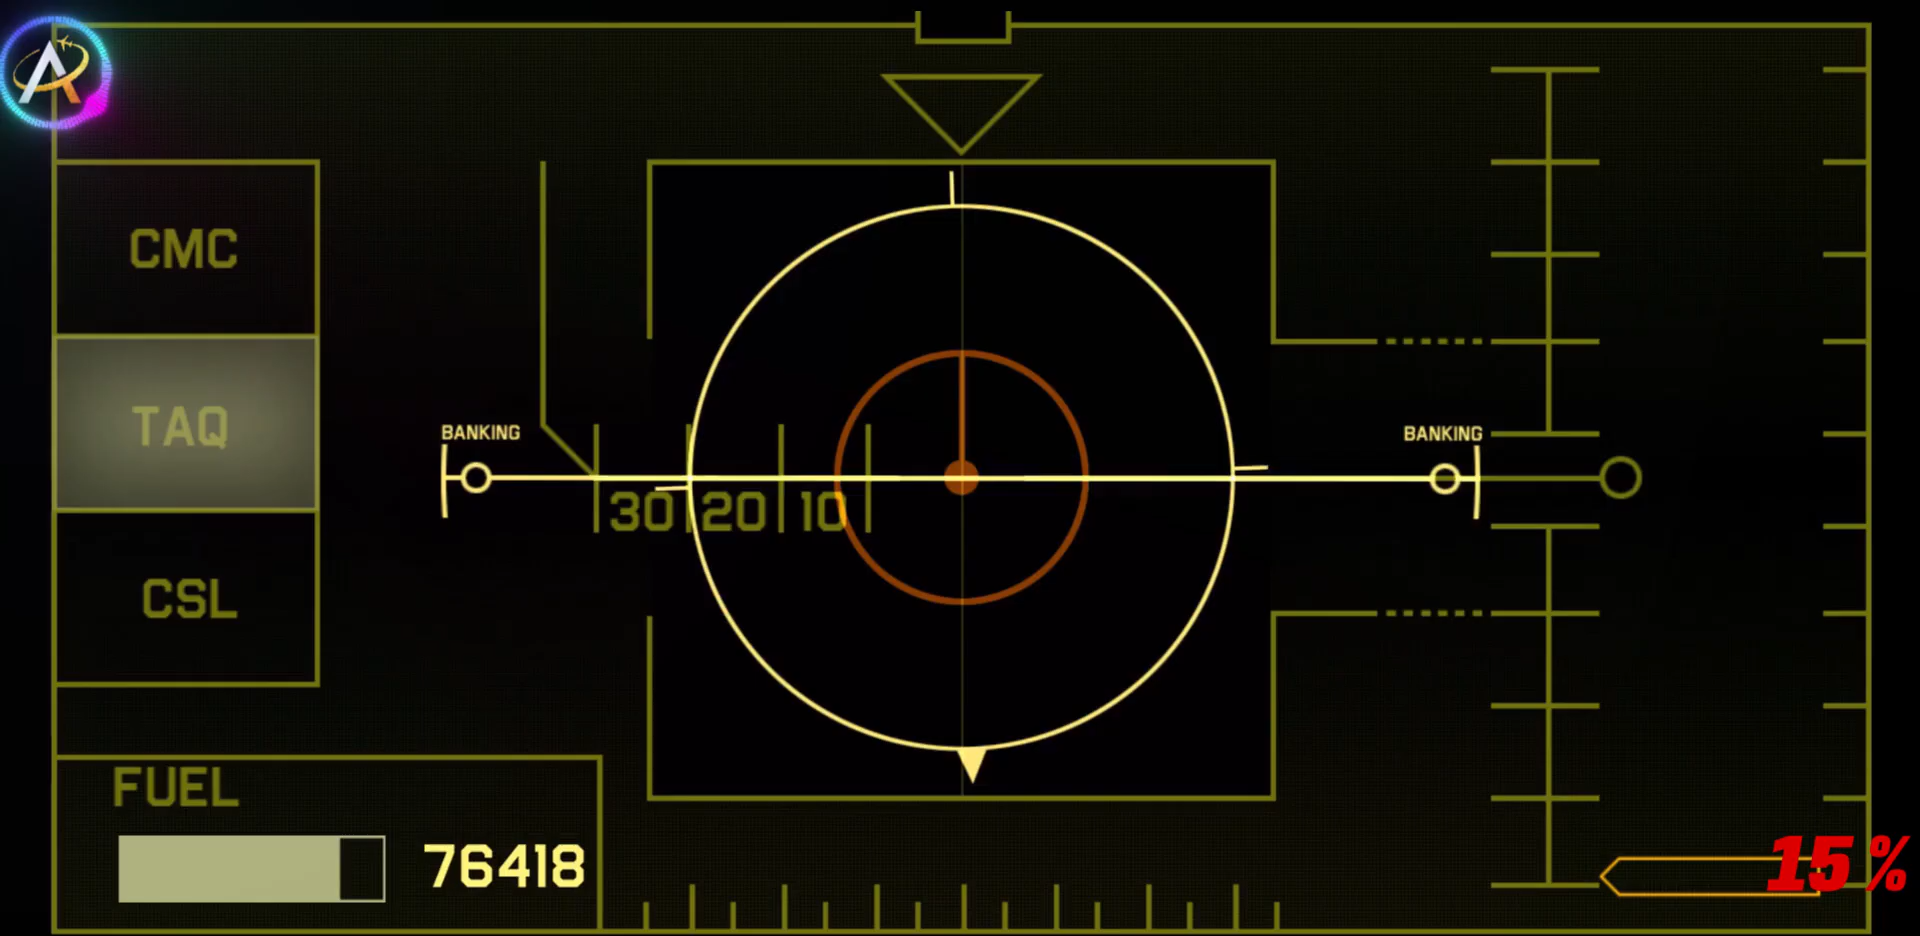 CMC
TAQ
CSL
BANKING
BANKING
30 20 10
FUEL
76418
15%